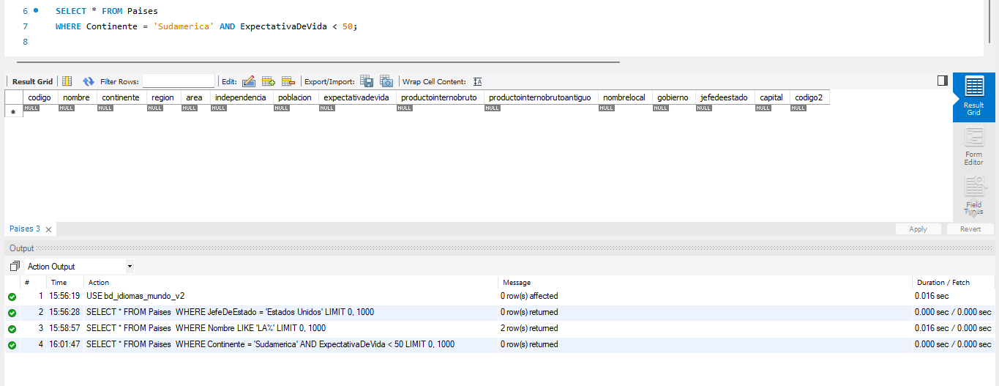 6 SELECT * FROM Paises
7 WHERE Continente = 'Sudamerica' AND ExpectativaDeVida < 50;
8
Result Grid Filter Rows: Edit: Export/Import: Wrap Cell Content:
codigo nombre continente region area independencia poblacion expectativadevida productointernobruto productointernobrutoantiguo nombrelocal gobierno jefedeestado capital codigo2
NULL NULL NULL NULL NULL NULL NULL NULL NULL NULL NULL NULL NULL NULL NULL
Result
Grid
Form
Editor
Field
Types
Paises 3 Apply Revert
Output
Action Output
# Time Action Message Duration / Fetch
1 15:56:19 USE bd_idiomas_mundo_v2 0 row(s) affected 0.016 sec
2 15:56:28 SELECT * FROM Paises WHERE JefeDeEstado = 'Estados Unidos' LIMIT 0, 1000 0 row(s) returned 0.000 sec / 0.000 sec
3 15:58:57 SELECT * FROM Paises WHERE Nombre LIKE 'LA%' LIMIT 0, 1000 2 row(s) returned 0.016 sec / 0.000 sec
4 16:01:47 SELECT * FROM Paises WHERE Continente = 'Sudamerica' AND ExpectativaDeVida < 50 LIMIT 0, 1000 0 row(s) returned 0.000 sec / 0.000 sec